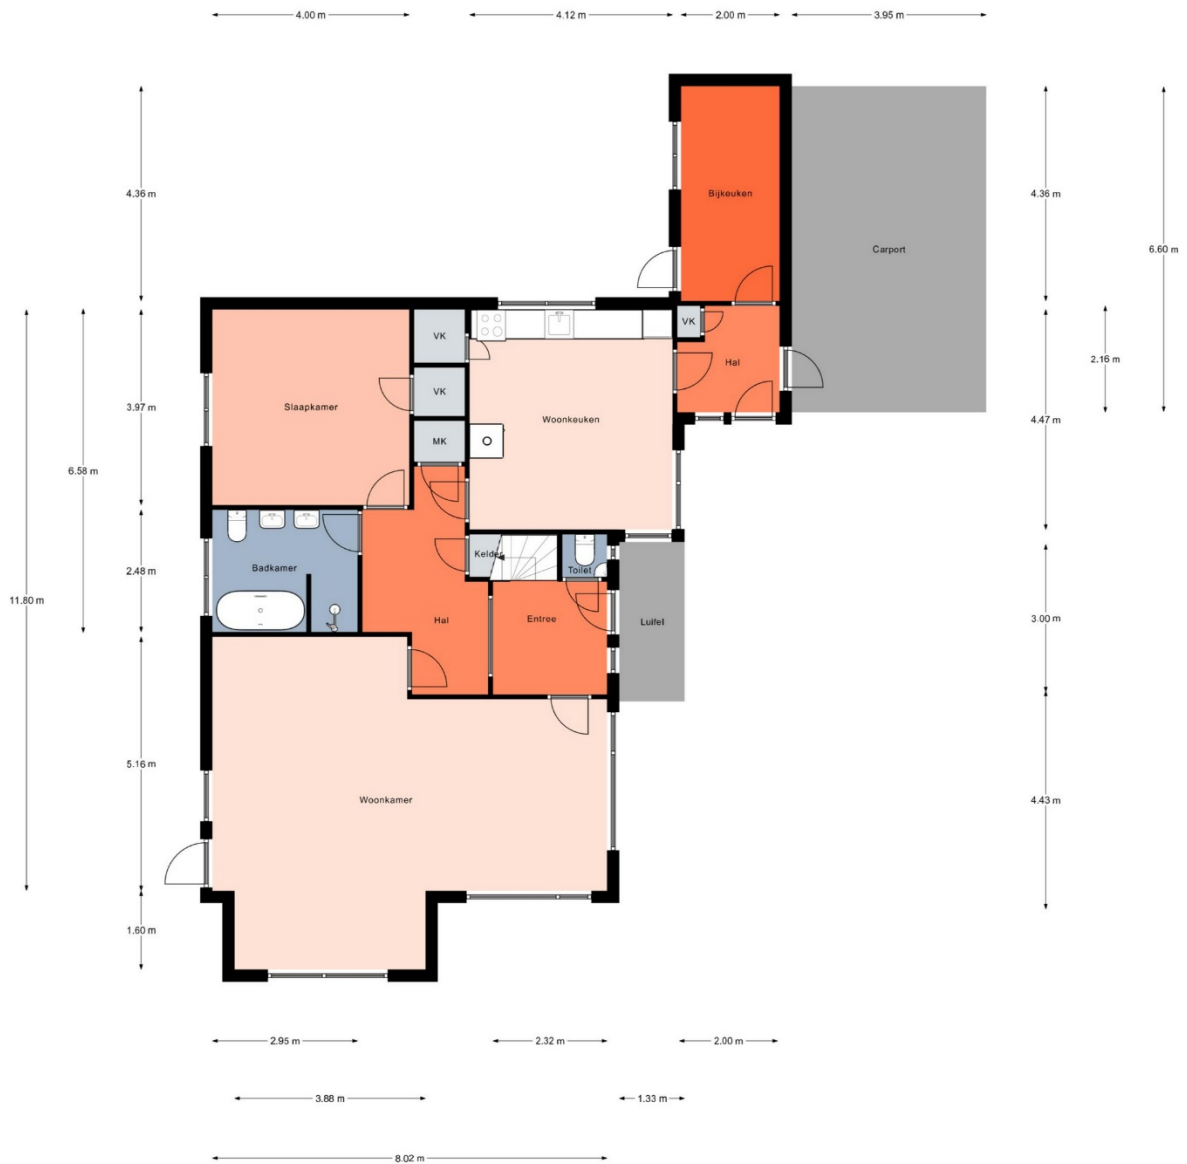 4.00 m
4.12 m
2.00 m
3.95 m
4.36 m
Bijkeuken
4.36 m
Carport
6.60 m
VK
VK
Hal
2.16 m
VK
Slaapkamer
3.97 m
Woonkeuken
4.47 m
MK
6.58 m
Kelder
Toilet
Badkamer
2.48 m
11.80 m
Hal
Entree
Luifel
3.00 m
5.16 m
Woonkamer
4.43 m
1.60 m
2.95 m
2.32 m
2.00 m
3.88 m
1.33 m
8.02 m